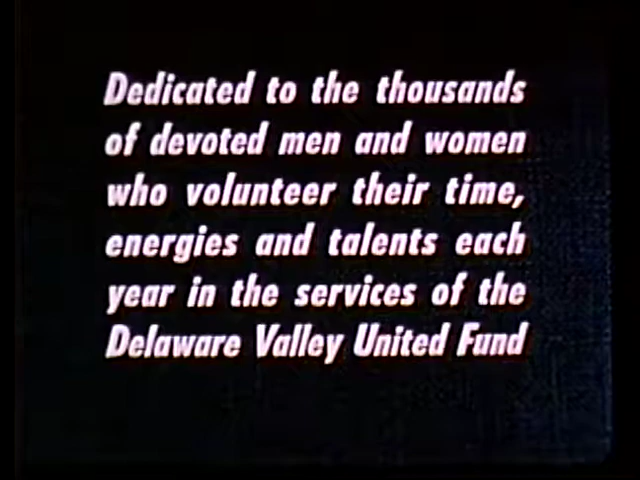 Dedicated to the thousands
of devoted men and women
who volunteer their time,
energies and talents each
year in the services of the
Delaware Valley United Fund